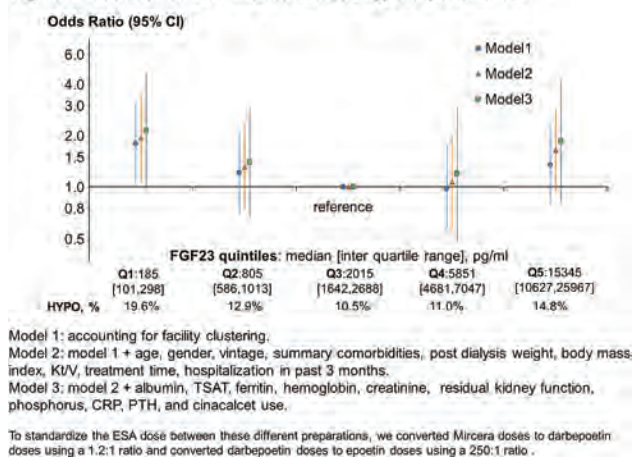 Odds Ratio (95% CI)
6.0
4.0
3.0
2.0
1.5
1.0
0.8
0.5
Model1
Model2
Model3
reference
FGF23 quintiles: median [inter quartile range], pg/ml
Q1:185 Q2:805 Q3:2015 Q4:5851 Q5:15345
[101,298] [586,1013] [1642,2688] [4681,7047] [10627,25967]
HYPO, % 19.6% 12.9% 10.5% 11.0% 14.8%
Model 1: accounting for facility clustering.
Model 2: model 1 + age, gender, vintage, summary comorbidities, post dialysis weight, body mass
index, Kt/V, treatment time, hospitalization in past 3 months.
Model 3: model 2 + albumin, TSAT, ferritin, hemoglobin, creatinine, residual kidney function,
phosphorus, CRP, PTH, and cinacalcet use.
To standardize the ESA dose between these different preparations, we converted Mircera doses to darbepoetin
doses using a 1.2:1 ratio and converted darbepoetin doses to epoetin doses using a 250:1 ratio .